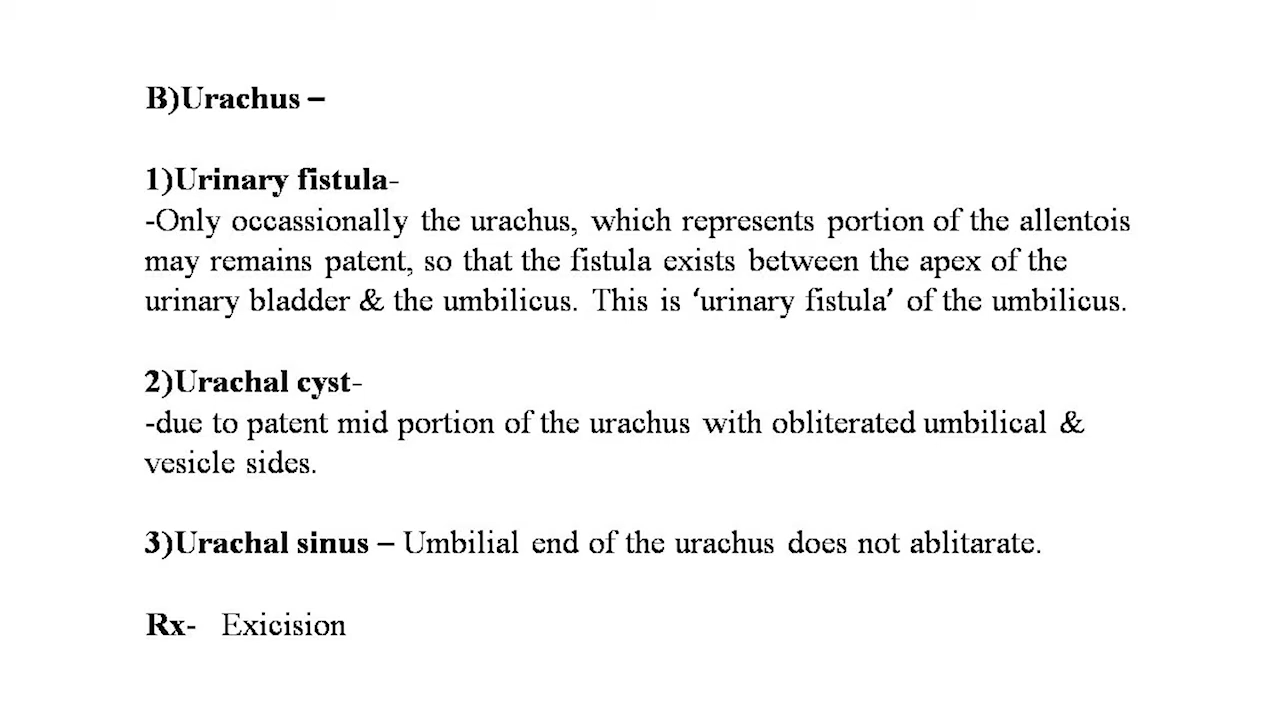 B)Urachus –
1)Urinary fistula-
-Only occassionally the urachus, which represents portion of the allentois
may remains patent, so that the fistula exists between the apex of the
urinary bladder & the umbilicus. This is ‘urinary fistula’ of the umbilicus.
2)Urachal cyst-
-due to patent mid portion of the urachus with obliterated umbilical &
vesicle sides.
3)Urachal sinus – Umbilial end of the urachus does not ablitarate.
Rx- Exicision